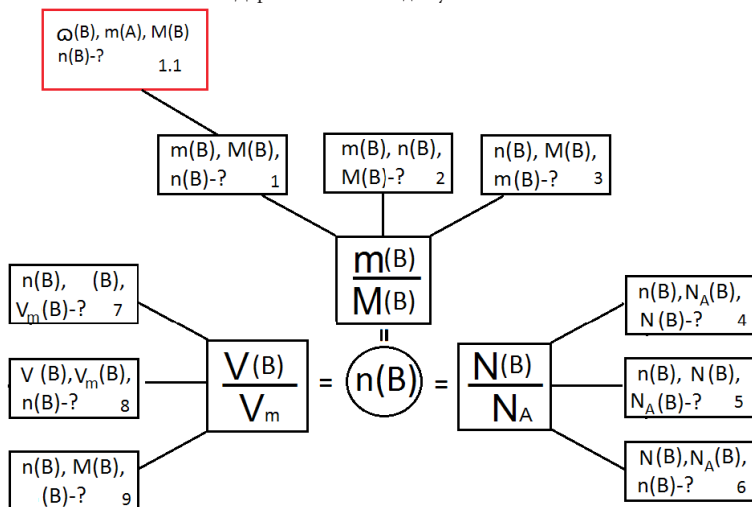 ω(B), m(A), M(B)
n(B)-? 1.1
m(B), M(B),
n(B)-? 1
m(B), n(B),
M(B)-? 2
n(B), M(B),
m(B)-? 3
m(B)
M(B)
n(B), (B),
Vm(B)-? 7
n(B),NA(B),
N(B)-? 4
=
V(B)
Vm
= n(B) =
N(B)
NA
V (B),Vm(B),
n(B)-? 8
n(B), N(B),
NA(B)-? 5
n(B), M(B),
(B)-? 9
N(B),NA(B),
n(B)-? 6